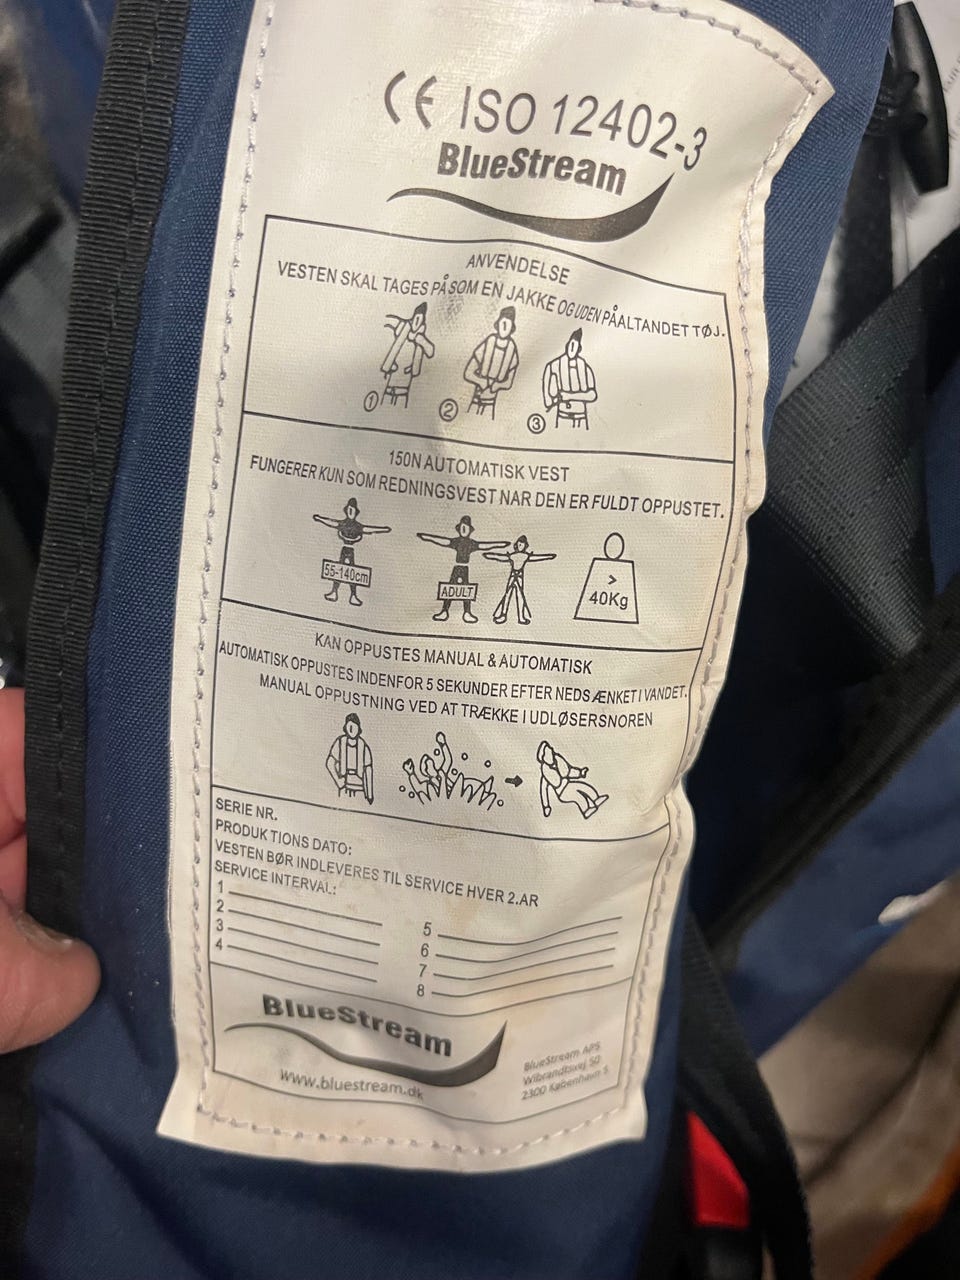 CE ISO 12402-3
BlueStream
ANVENDELSE
VESTEN SKAL TAGES PÅ SOM EN JAKKE OG UDEN PÅALTANDET TØJ.
1 2 3
150N AUTOMATISK VEST
FUNGERER KUN SOM REDNINGSVEST NAR DEN ER FULDT OPPUSTET.
55-140cm
ADULT
>
40Kg
KAN OPPUSTES MANUAL & AUTOMATISK
AUTOMATISK OPPUSTES INDENFOR 5 SEKUNDER EFTER NEDSÆNKET I VANDET.
MANUAL OPPUSTNING VED AT TRÆKKE I UDLØSERSNOREN
SERIE NR.
PRODUKTIONS DATO:
VESTEN BØR INDLEVERES TIL SERVICE HVER 2.AR
SERVICE INTERVAL:
1
2
3
4
5
6
7
8
BlueStream
www.bluestream.dk
BlueStream APS
50
2300 København S